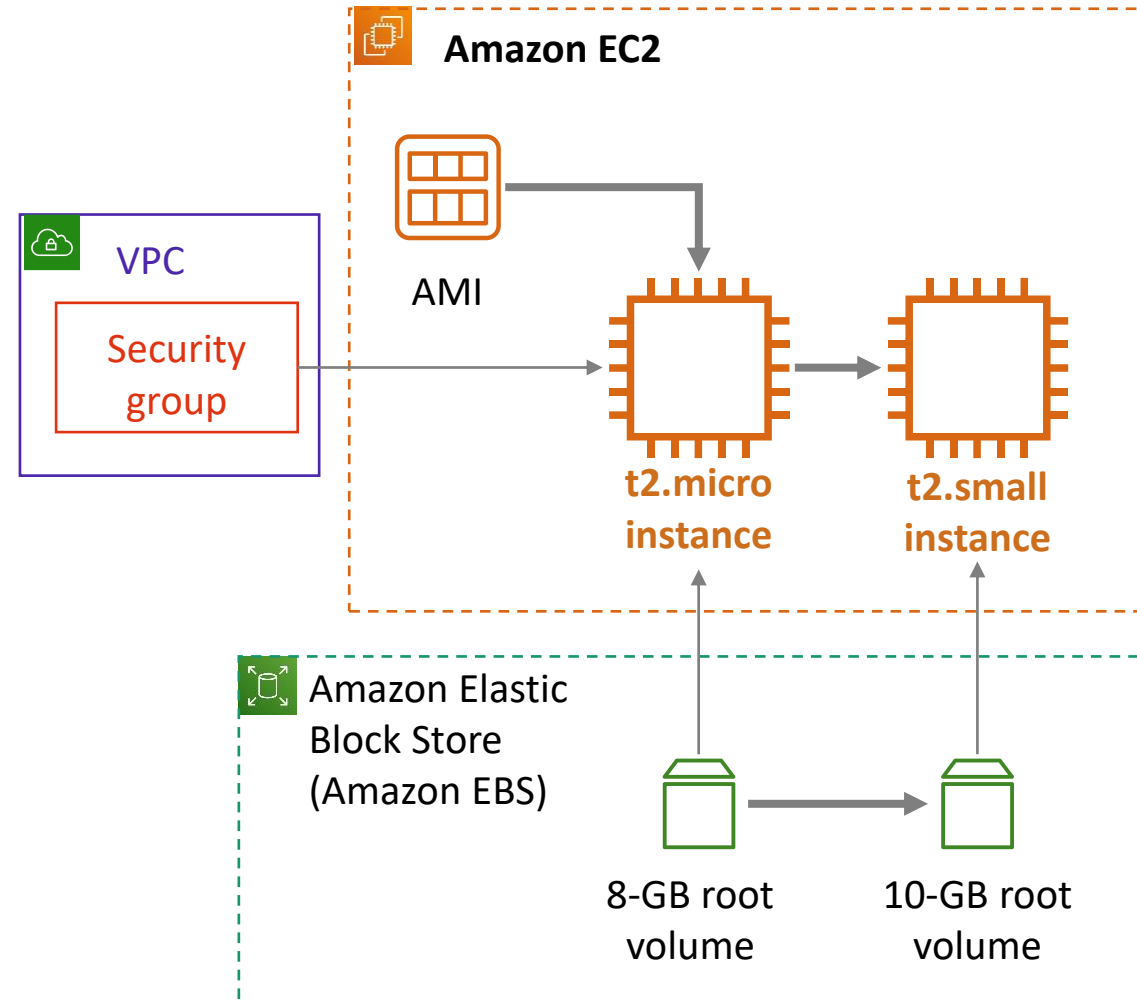 Amazon EC2
AMI
VPC
Security
group
t2.micro
instance
t2.small
instance
Amazon Elastic
Block Store
(Amazon EBS)
8-GB root
volume
10-GB root
volume